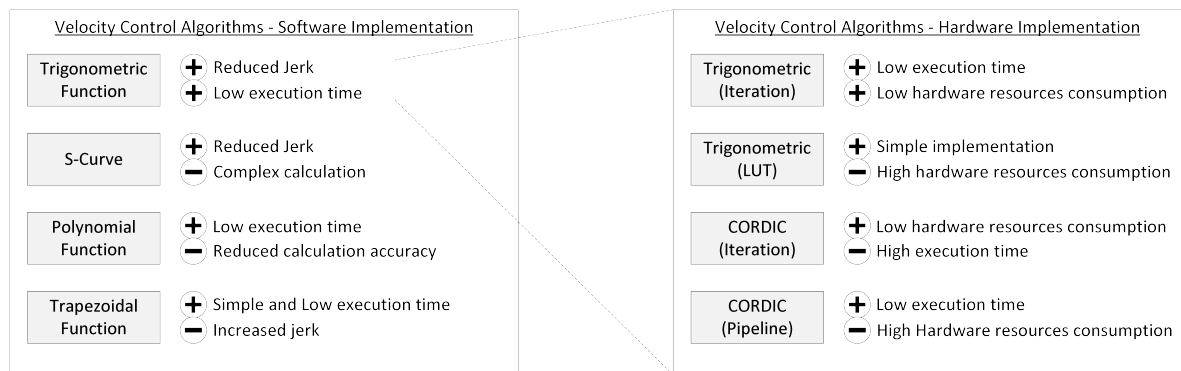 Velocity Control Algorithms - Software Implementation
Trigonometric
Function
Reduced Jerk
Low execution time
S-Curve
Reduced Jerk
Complex calculation
Polynomial
Function
Low execution time
Reduced calculation accuracy
Trapezoidal
Function
Simple and Low execution time
Increased jerk
Velocity Control Algorithms - Hardware Implementation
Trigonometric
(Iteration)
Low execution time
Low hardware resources consumption
Trigonometric
(LUT)
Simple implementation
High hardware resources consumption
CORDIC
(Iteration)
Low hardware resources consumption
High execution time
CORDIC
(Pipeline)
Low execution time
High Hardware resources consumption